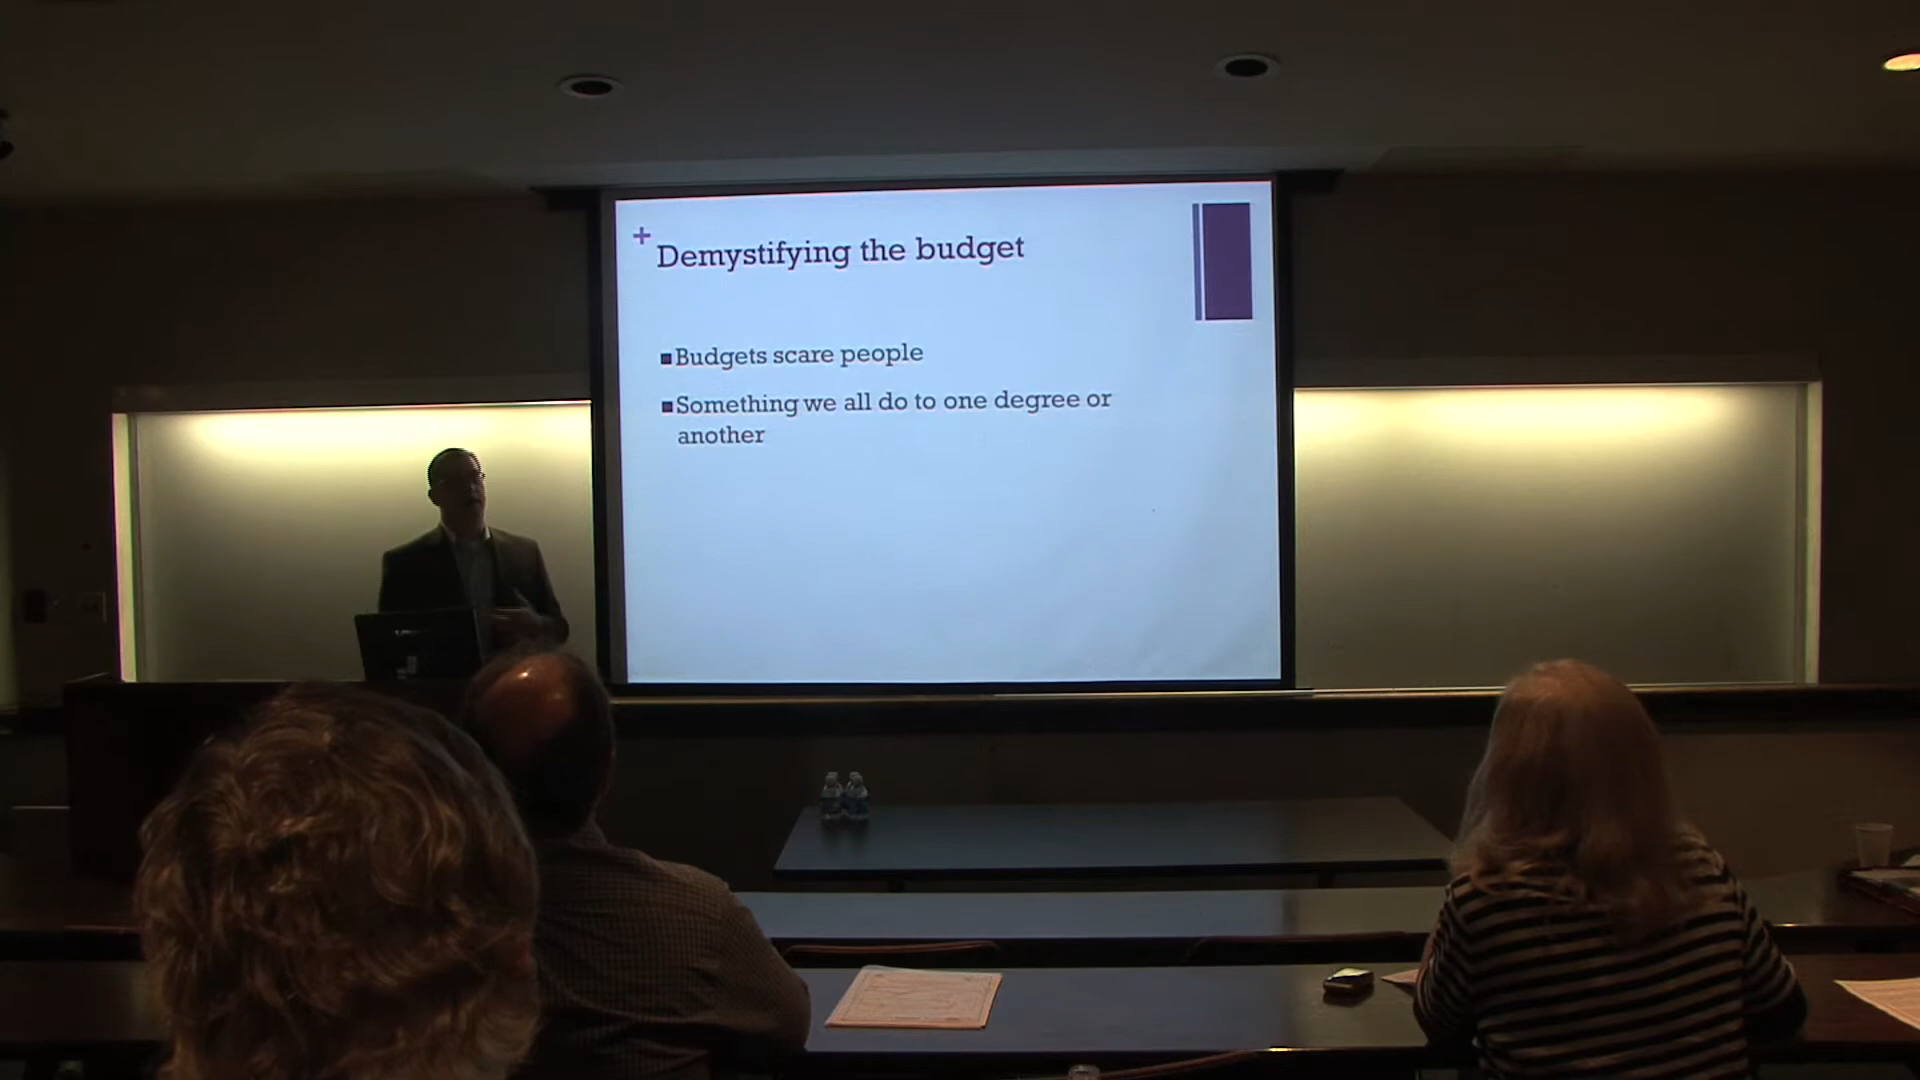 +
Demystifying the budget
■Budgets scare people
■Something we all do to one degree or
another